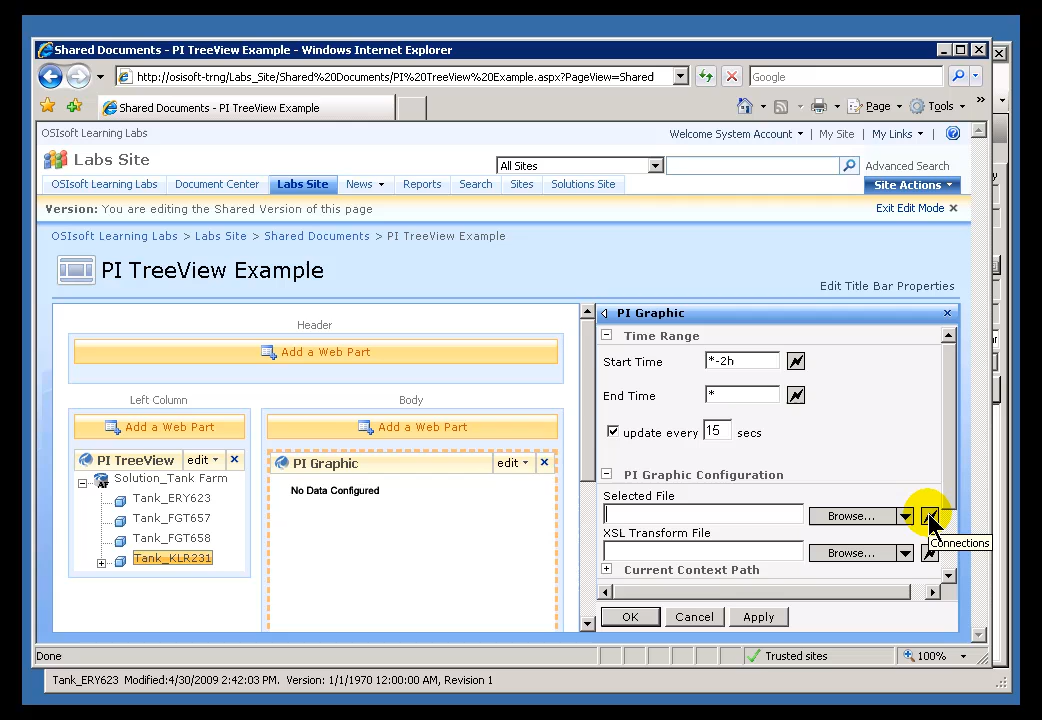 Shared Documents - PI TreeView Example - Windows Internet Explorer
http://osisoft-trng/Labs_Site/Shared%20Documents/PI%20TreeView%20Example.aspx?PageView=Shared
Google
Shared Documents - PI TreeView Example
Page
Tools
»
OSIsoft Learning Labs
Welcome System Account
My Site
My Links
Labs Site
All Sites
Advanced Search
OSIsoft Learning Labs
Document Center
Labs Site
News
Reports
Search
Sites
Solutions Site
Site Actions
Version: You are editing the Shared Version of this page
Exit Edit Mode
OSIsoft Learning Labs > Labs Site > Shared Documents > PI TreeView Example
PI TreeView Example
Edit Title Bar Properties
Header
Add a Web Part
Left Column
Add a Web Part
PI TreeView
edit
AF
Solution_Tank Farm
Tank_ERY623
Tank_FGT657
Tank_FGT658
Tank_KLR231
Body
Add a Web Part
PI Graphic
edit
No Data Configured
PI Graphic
Time Range
Start Time
*-2h
End Time
*
update every 15 secs
PI Graphic Configuration
Selected File
Browse...
Connections
XSL Transform File
Browse...
Current Context Path
OK
Cancel
Apply
Done
Trusted sites
100%
Tank_ERY623 Modified:4/30/2009 2:42:03 PM. Version: 1/1/1970 12:00:00 AM, Revision 1